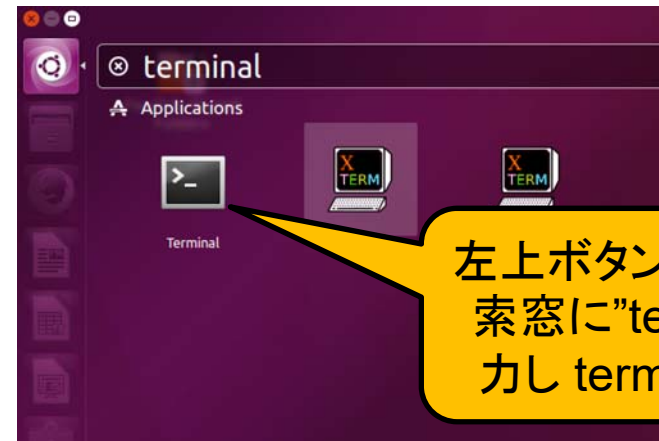 terminal
Applications
X
TERM
X
TERM
Terminal
左上ボタン
索窓に”te
力し term